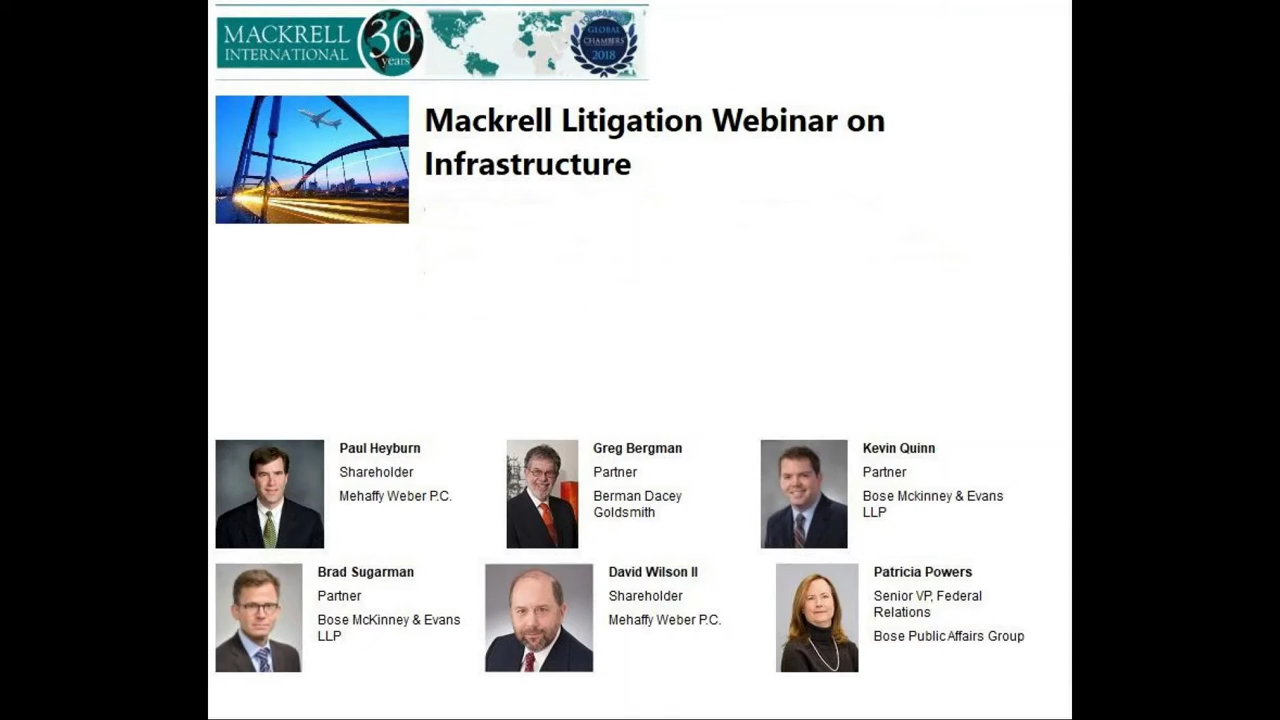 MACKRELL
INTERNATIONAL
30
years
GLOBAL
CHAMBERS
2018
Mackrell Litigation Webinar on
Infrastructure
Paul Heyburn
Shareholder
Mehaffy Weber P.C.
Greg Bergman
Partner
Berman Dacey
Goldsmith
Kevin Quinn
Partner
Bose Mckinney & Evans
LLP
Brad Sugarman
Partner
Bose McKinney & Evans
LLP
David Wilson II
Shareholder
Mehaffy Weber P.C.
Patricia Powers
Senior VP, Federal
Relations
Bose Public Affairs Group